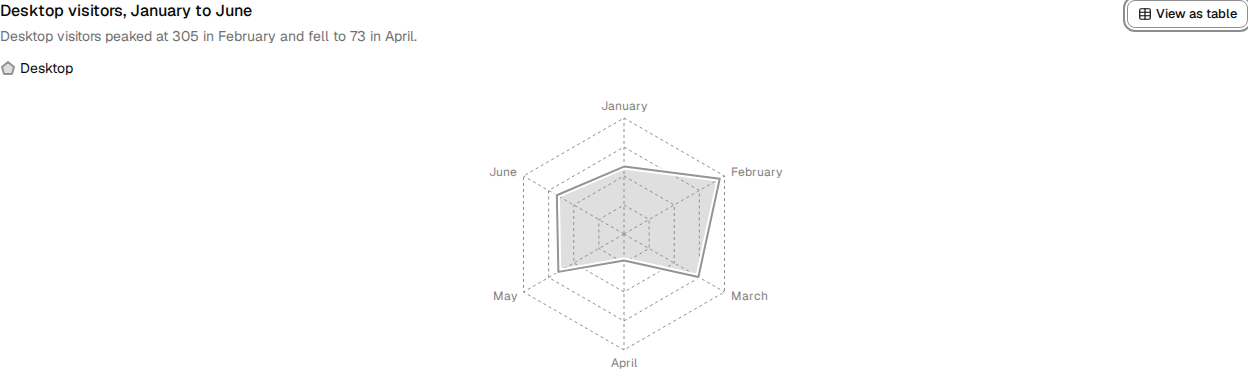 Desktop visitors, January to June
View as table
Desktop visitors peaked at 305 in February and fell to 73 in April.
Desktop
January
June
February
May
March
April